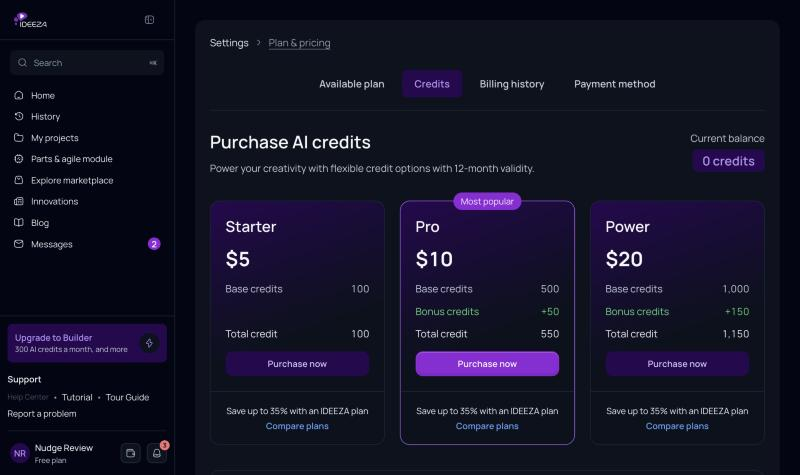 IDEEZA
Search ⌘K
Home
History
My projects
Parts & agile module
Explore marketplace
Innovations
Blog
Messages 2
Upgrade to Builder
300 AI credits a month, and more
Support
Help Center • Tutorial • Tour Guide
Report a problem
NR Nudge Review
Free plan
3
Settings > Plan & pricing
Available plan Credits Billing history Payment method
Purchase AI credits
Power your creativity with flexible credit options with 12-month validity.
Current balance
0 credits
Starter
$5
Base credits 100
Total credit 100
Purchase now
Save up to 35% with an IDEEZA plan
Compare plans
Most popular
Pro
$10
Base credits 500
Bonus credits +50
Total credit 550
Purchase now
Save up to 35% with an IDEEZA plan
Compare plans
Power
$20
Base credits 1,000
Bonus credits +150
Total credit 1,150
Purchase now
Save up to 35% with an IDEEZA plan
Compare plans